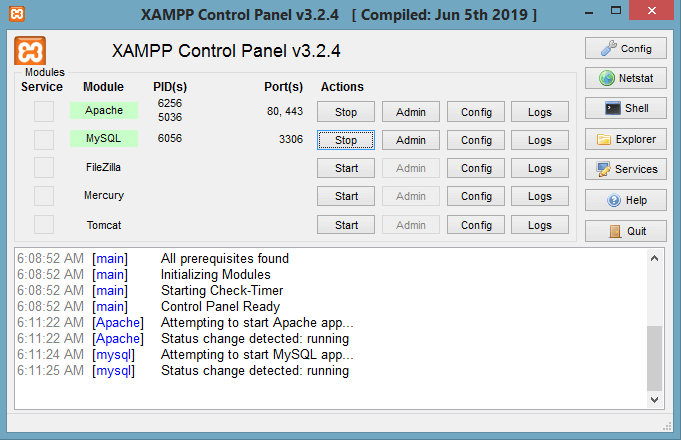 XAMPP Control Panel v3.2.4 [ Compiled: Jun 5th 2019 ]
XAMPP Control Panel v3.2.4
Config
Modules
Service Module PID(s) Port(s) Actions
Netstat
Apache 6256 5036 80, 443 Stop Admin Config Logs
Shell
MySQL 6056 3306 Stop Admin Config Logs
Explorer
FileZilla Start Admin Config Logs
Services
Mercury Start Admin Config Logs
Help
Tomcat Start Admin Config Logs
Quit
6:08:52 AM [main] All prerequisites found
6:08:52 AM [main] Initializing Modules
6:08:52 AM [main] Starting Check-Timer
6:08:52 AM [main] Control Panel Ready
6:11:22 AM [Apache] Attempting to start Apache app...
6:11:22 AM [Apache] Status change detected: running
6:11:24 AM [mysql] Attempting to start MySQL app...
6:11:25 AM [mysql] Status change detected: running